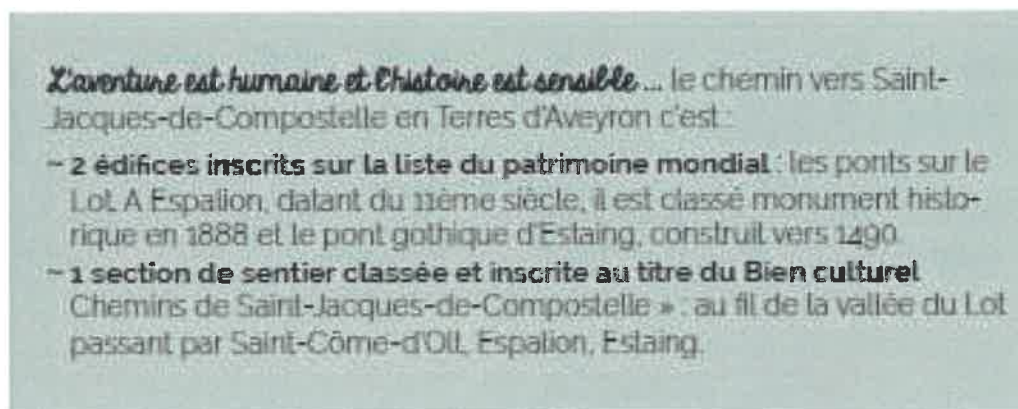 L'aventure est humaine et l'histoire est sensible ... le chemin vers Saint-
Jacques-de-Compostelle en Terres d'Aveyron c'est :
~ 2 édifices inscrits sur la liste du patrimoine mondial : les ponts sur le
Lot. A Espalion, datant du 11ème siècle, il est classé monument histo-
rique en 1888 et le pont gothique d'Estaing, construit vers 1490.
~ 1 section de sentier classée et inscrite au titre du Bien culturel
Chemins de Saint-Jacques-de-Compostelle » : au fil de la vallée du Lot
passant par Saint-Côme-d'Olt, Espalion, Estaing.